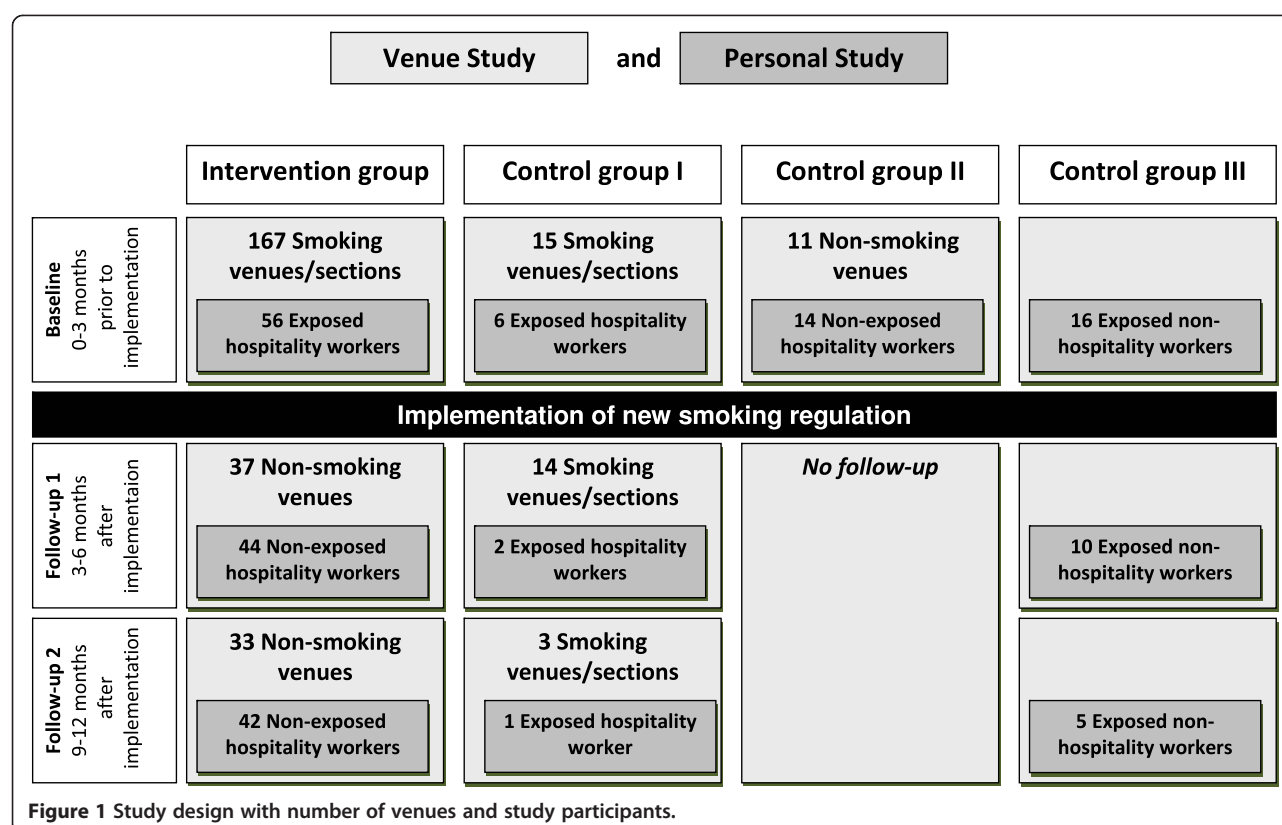 Venue Study and Personal Study
Intervention group
Control group I
Control group II
Control group III
Baseline
0-3 months
prior to
implementation
167 Smoking
venues/sections
56 Exposed
hospitality workers
15 Smoking
venues/sections
6 Exposed hospitality
workers
11 Non-smoking
venues
14 Non-exposed
hospitality workers
16 Exposed non-
hospitality workers
Implementation of new smoking regulation
Follow-up 1
3-6 months
after
implementaion
37 Non-smoking
venues
44 Non-exposed
hospitality workers
14 Smoking
venues/sections
2 Exposed hospitality
workers
No follow-up
10 Exposed non-
hospitality workers
Follow-up 2
9-12 months
after
implementation
33 Non-smoking
venues
42 Non-exposed
hospitality workers
3 Smoking
venues/sections
1 Exposed hospitality
worker
5 Exposed non-
hospitality workers
Figure 1 Study design with number of venues and study participants.